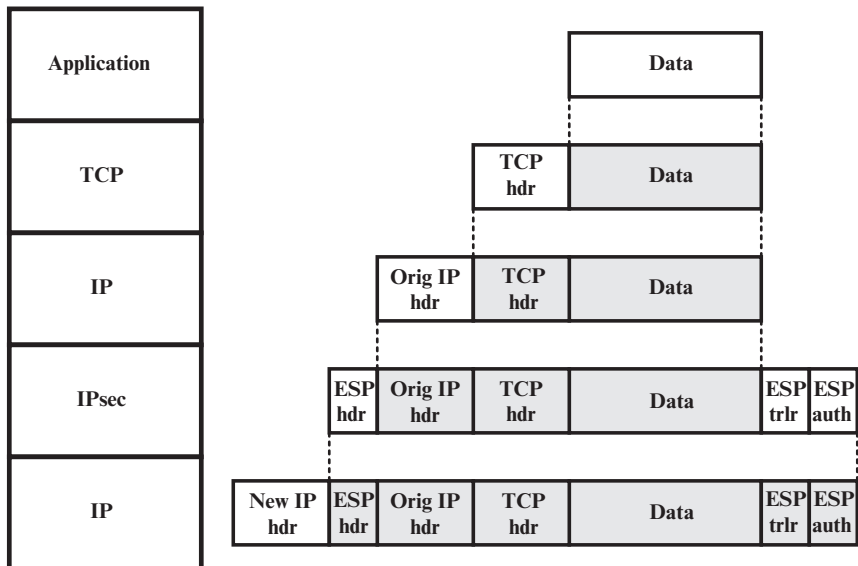 Application
Data
TCP
TCP
hdr
Data
IP
Orig IP
hdr
TCP
hdr
Data
IPsec
ESP
hdr
Orig IP
hdr
TCP
hdr
Data
ESP
trlr
ESP
auth
IP
New IP
hdr
ESP
hdr
Orig IP
hdr
TCP
hdr
Data
ESP
trlr
ESP
auth